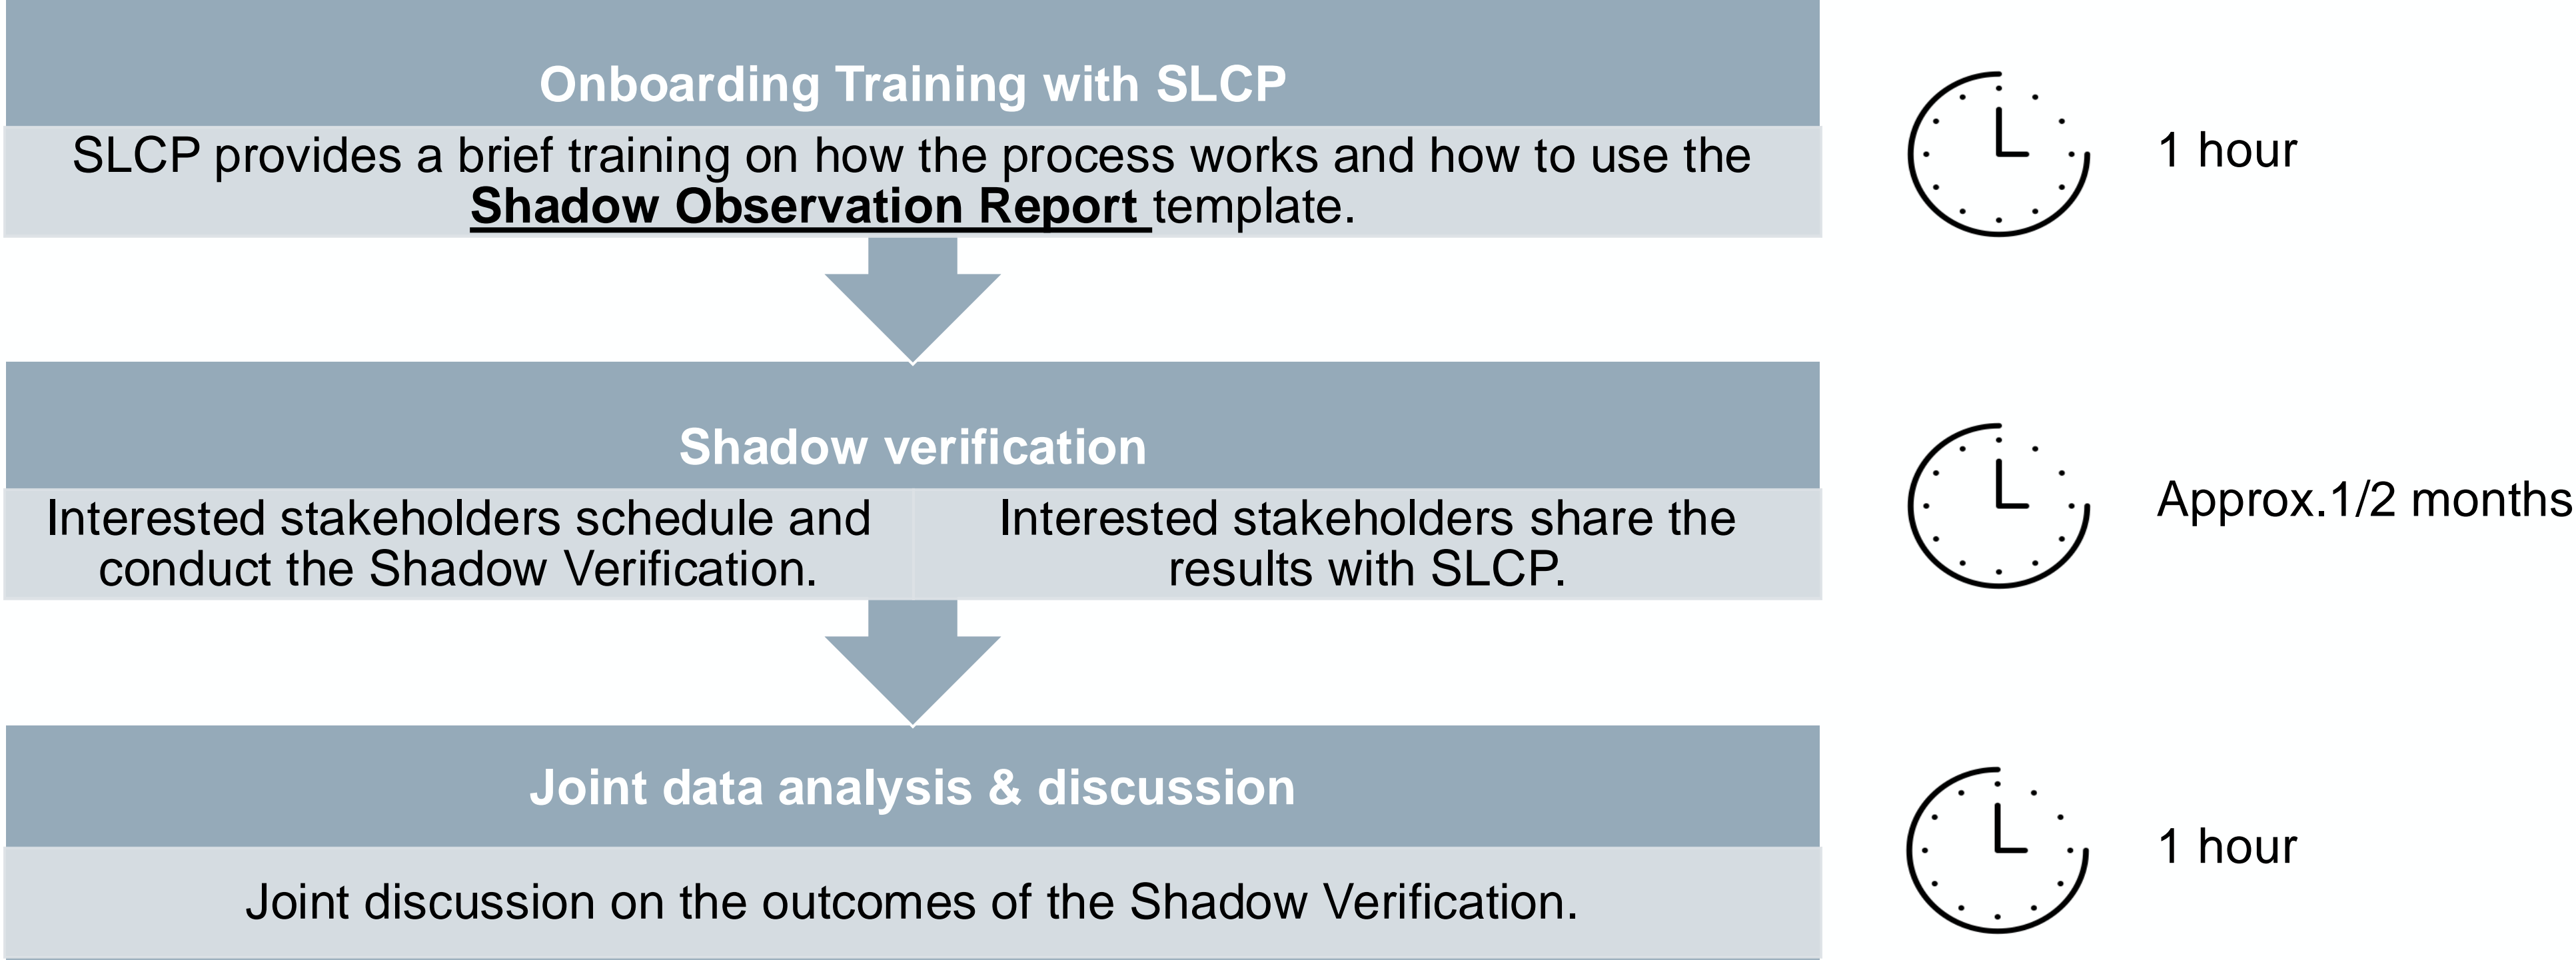 Onboarding Training with SLCP
SLCP provides a brief training on how the process works and how to use the
Shadow Observation Report template.
1 hour
Shadow verification
Interested stakeholders schedule and
conduct the Shadow Verification.
Interested stakeholders share the
results with SLCP.
Approx.1/2 months
Joint data analysis & discussion
Joint discussion on the outcomes of the Shadow Verification.
1 hour